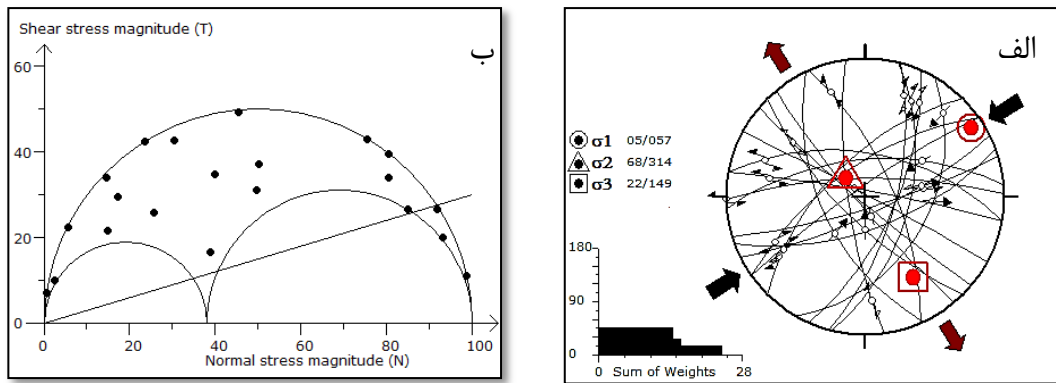 Shear stress magnitude (T)
ب
60
40
20
0
0
20
40
60
80
100
Normal stress magnitude (N)
الف
σ1 05/057
σ2 68/314
σ3 22/149
180
90
0
0 Sum of Weights 28